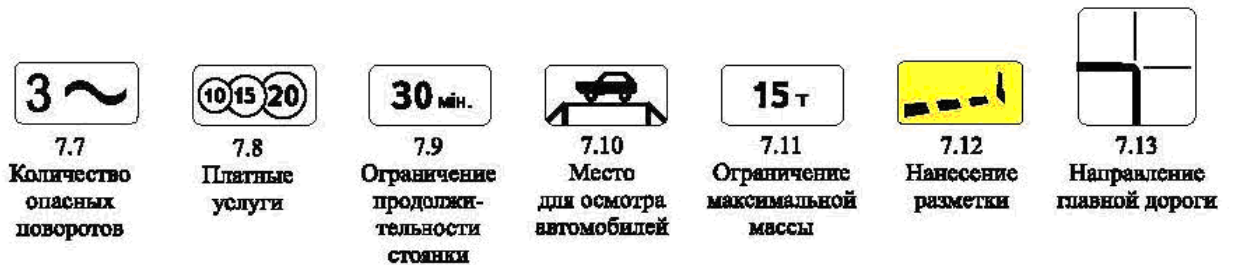 3
10 15 20
30 мін.
15 т
7.7
Количество
опасных
поворотов
7.8
Платные
услуги
7.9
Ограничение
продолжи-
тельности
стоянки
7.10
Место
для осмотра
автомобилей
7.11
Ограничение
максимальной
массы
7.12
Нанесение
разметки
7.13
Направление
главной дороги